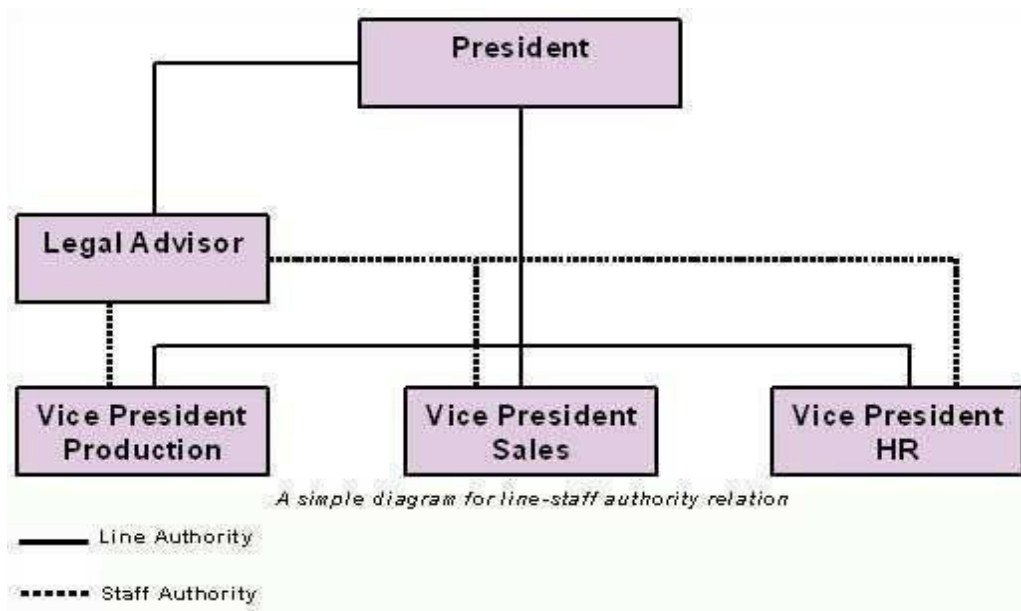 President
Legal Advisor
Vice President
Production
Vice President
Sales
Vice President
HR
A simple diagram for line-staff authority relation
Line Authority
Staff Authority